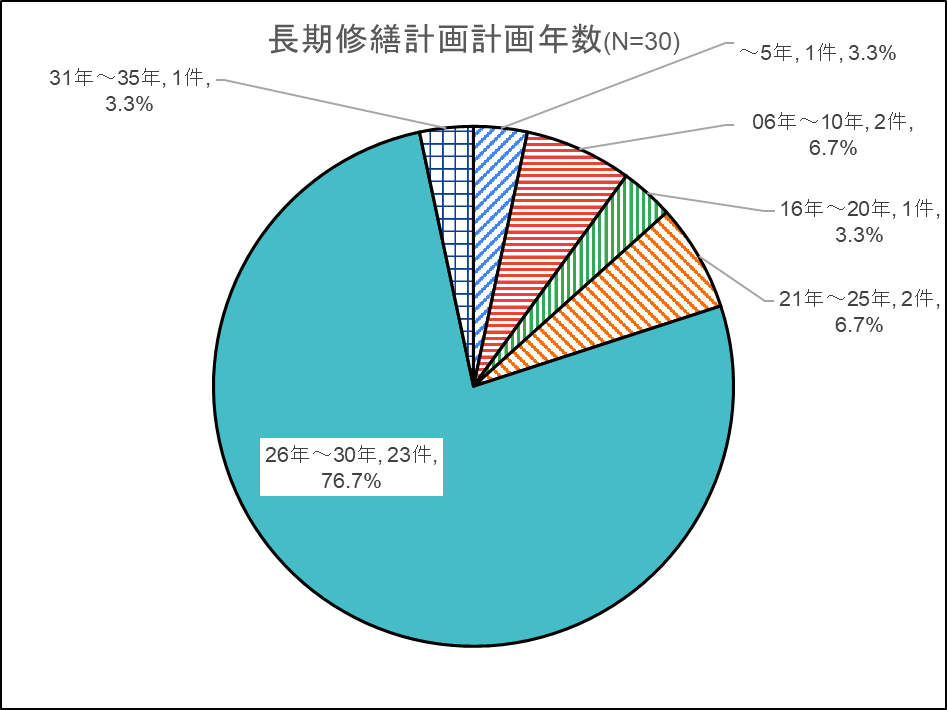 長期修繕計画計画年数(N=30)
～5年, 1件, 3.3%
06年～10年, 2件,
6.7%
16年～20年, 1件,
3.3%
21年～25年, 2件,
6.7%
26年～30年, 23件,
76.7%
31年～35年, 1件,
3.3%